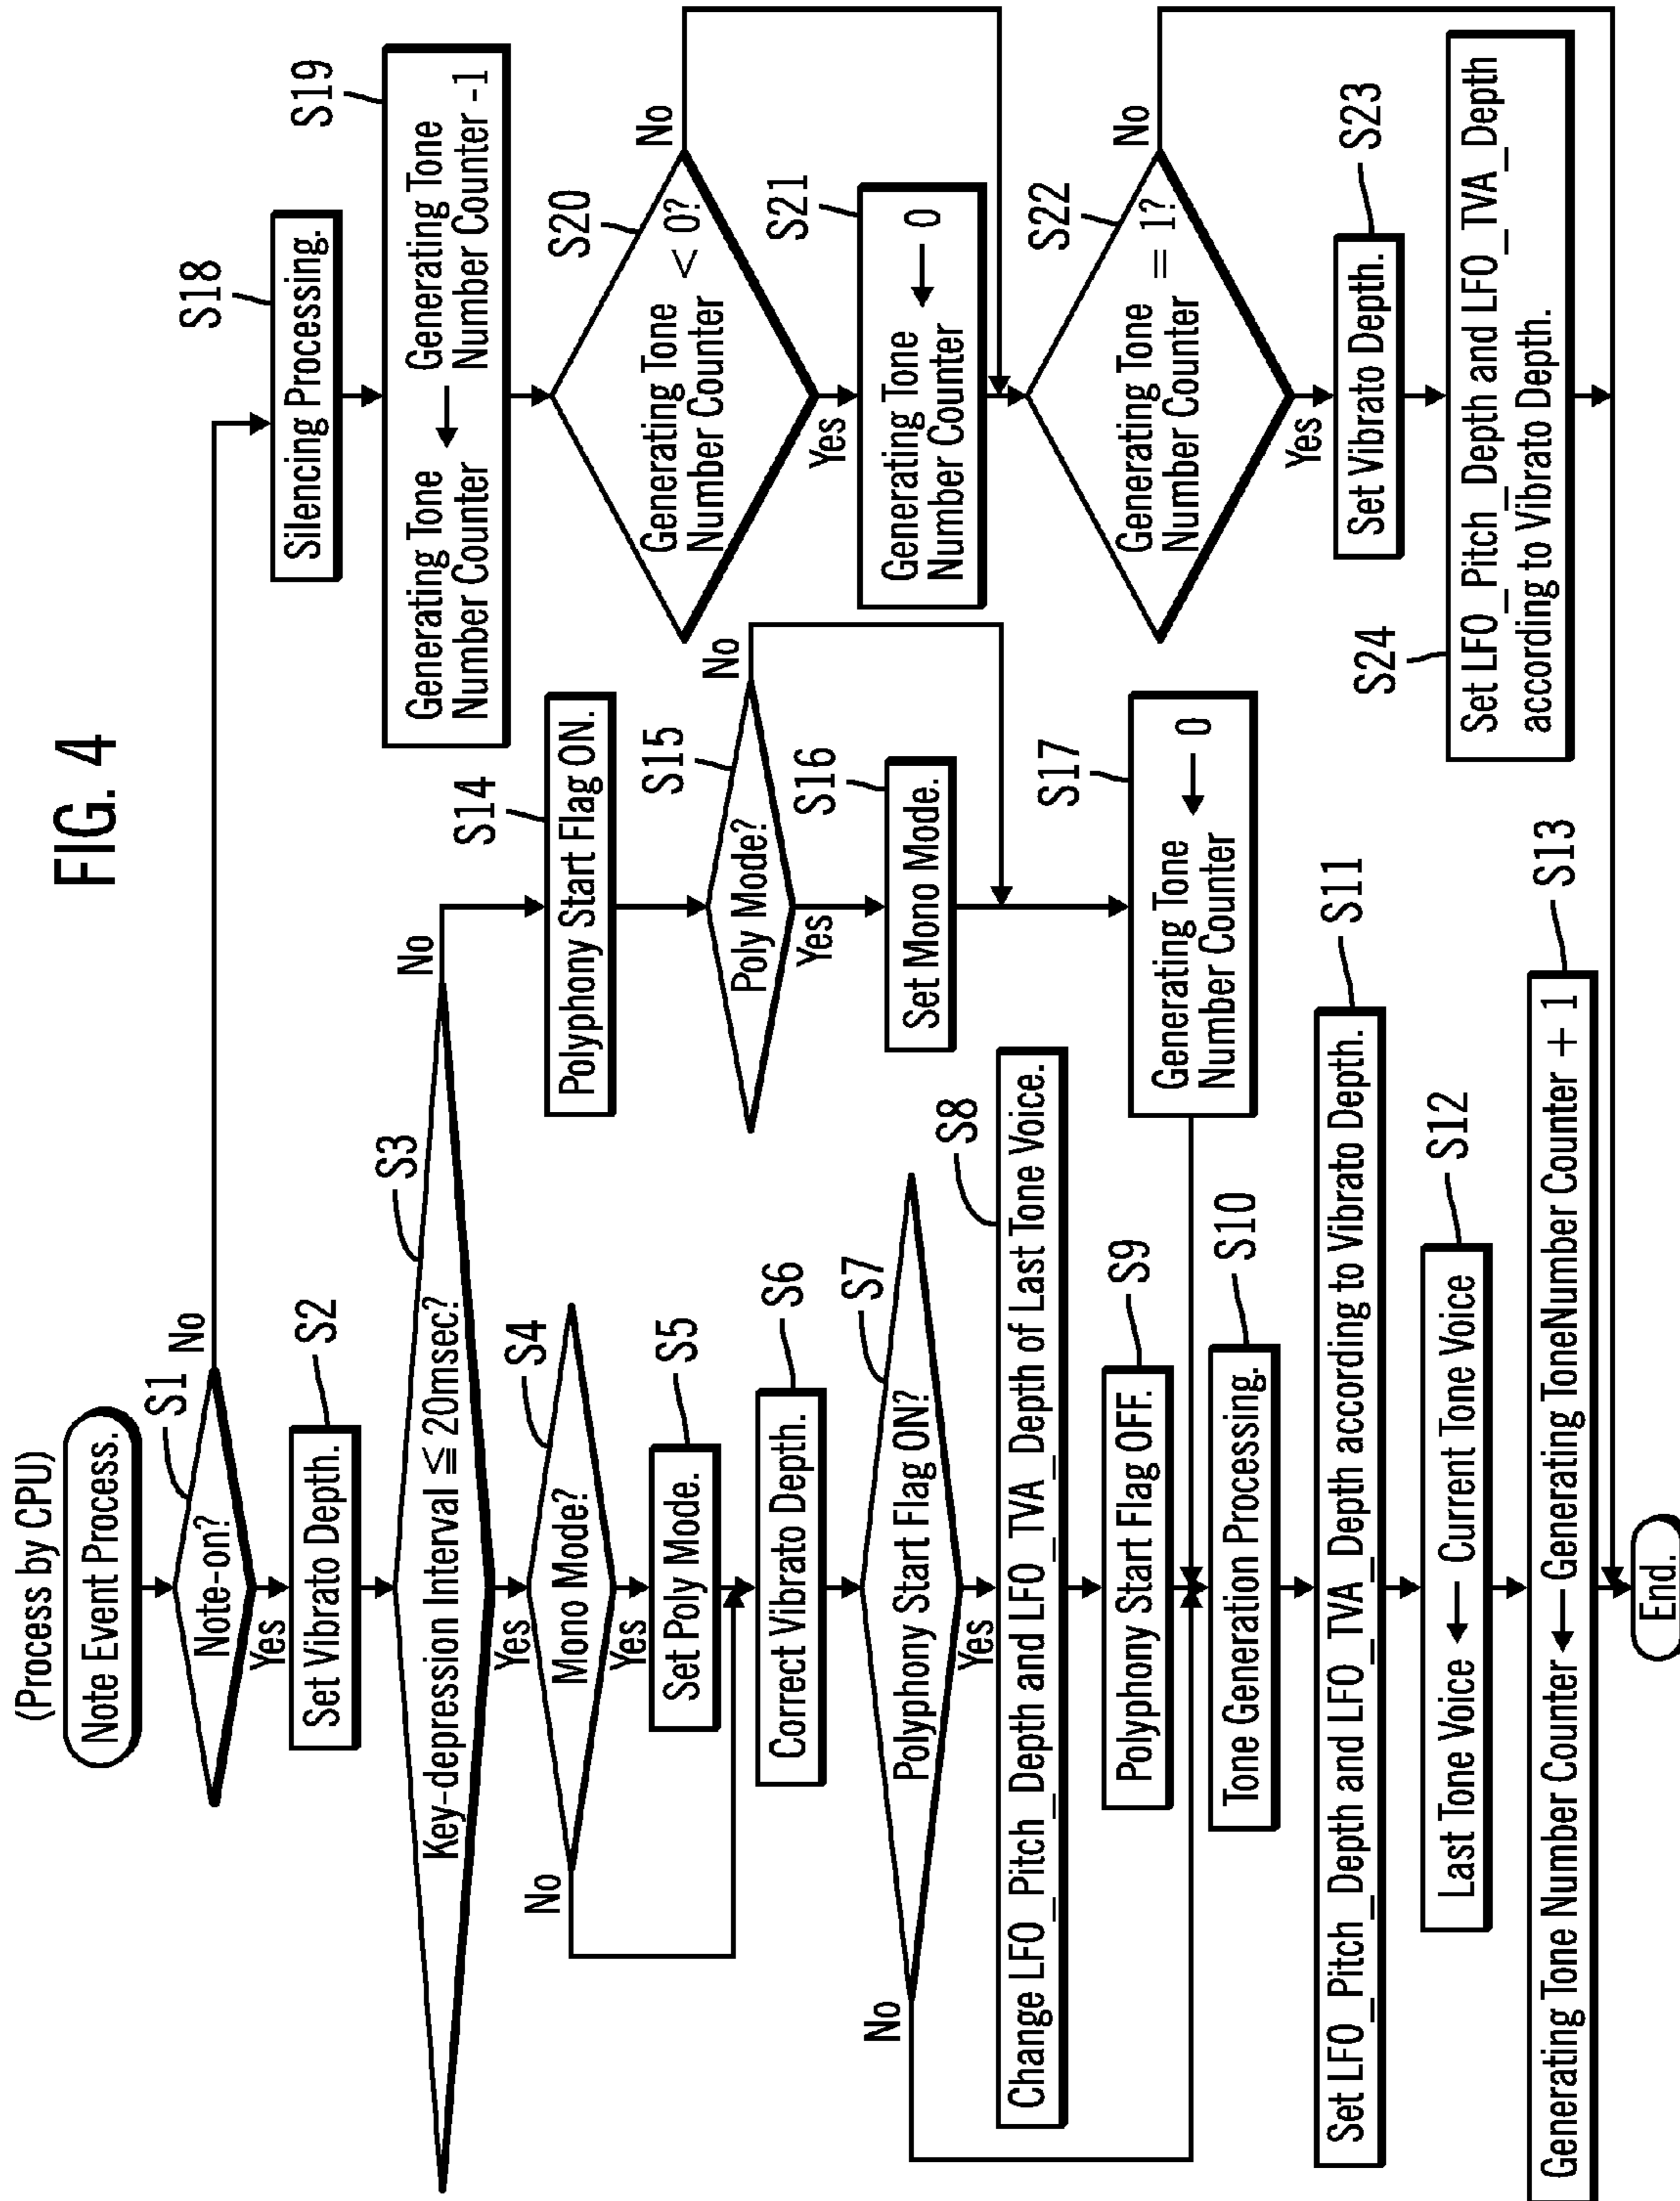 FIG. 4
(Process by CPU)
Note Event Process.
S1
Note-on?
No
Yes
S2
Set Vibrato Depth.
S3
Key-depression Interval ≦ 20msec?
No
Yes
S4
Mono Mode?
No
Yes
S5
Set Poly Mode.
S6
Correct Vibrato Depth.
S7
Polyphony Start Flag ON?
No
Yes
S8
Change LFO_Pitch_Depth and LFO_TVA_Depth of Last Tone Voice.
S9
Polyphony Start Flag OFF.
S10
Tone Generation Processing.
S11
Set LFO_Pitch_Depth and LFO_TVA_Depth according to Vibrato Depth.
S12
Last Tone Voice ← Current Tone Voice
S13
Generating Tone Number Counter ← Generating ToneNumber Counter + 1
End.
S14
Polyphony Start Flag ON.
S15
Poly Mode?
No
Yes
S16
Set Mono Mode.
S17
Generating Tone
Number Counter ← 0
S18
Silencing Processing.
S19
Generating Tone ← Generating Tone
Number Counter Number Counter -1
S20
Generating Tone
Number Counter < 0?
No
Yes
S21
Generating Tone
Number Counter ← 0
S22
Generating Tone
Number Counter = 1?
No
Yes
S23
Set Vibrato Depth.
S24
Set LFO_Pitch_Depth and LFO_TVA_Depth
according to Vibrato Depth.